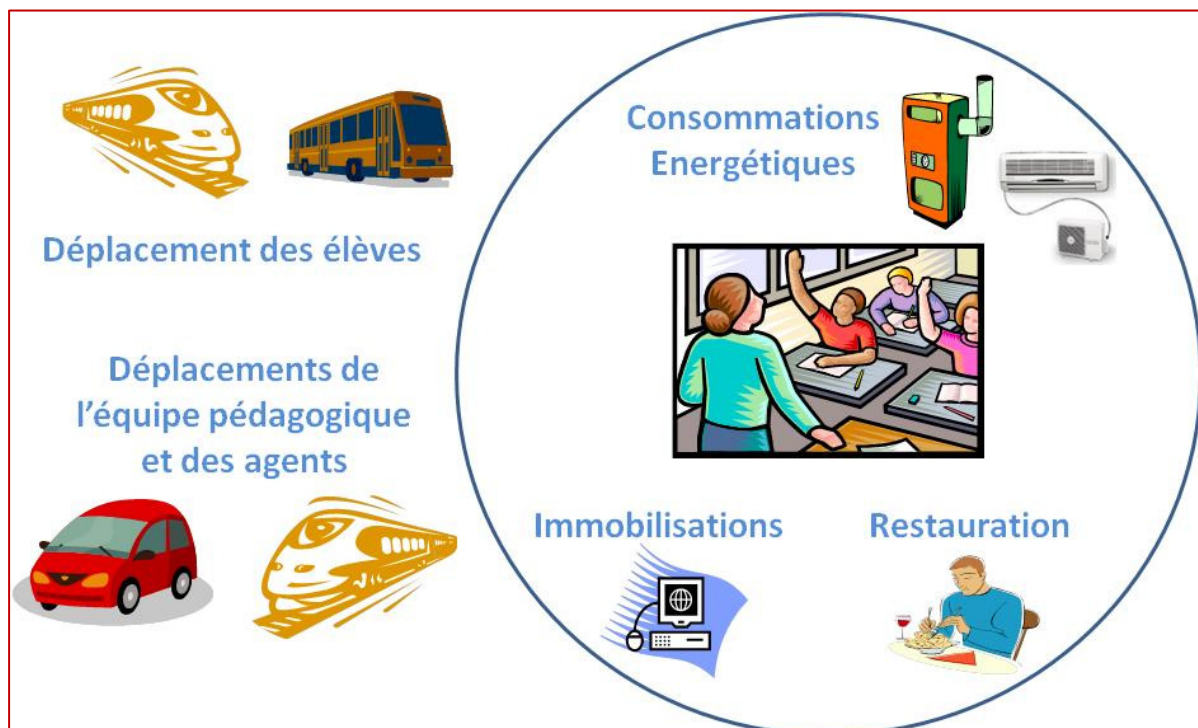 Déplacement des élèves
Déplacements de
l'équipe pédagogique
et des agents
Consommations
Energétiques
Immobilisations
Restauration